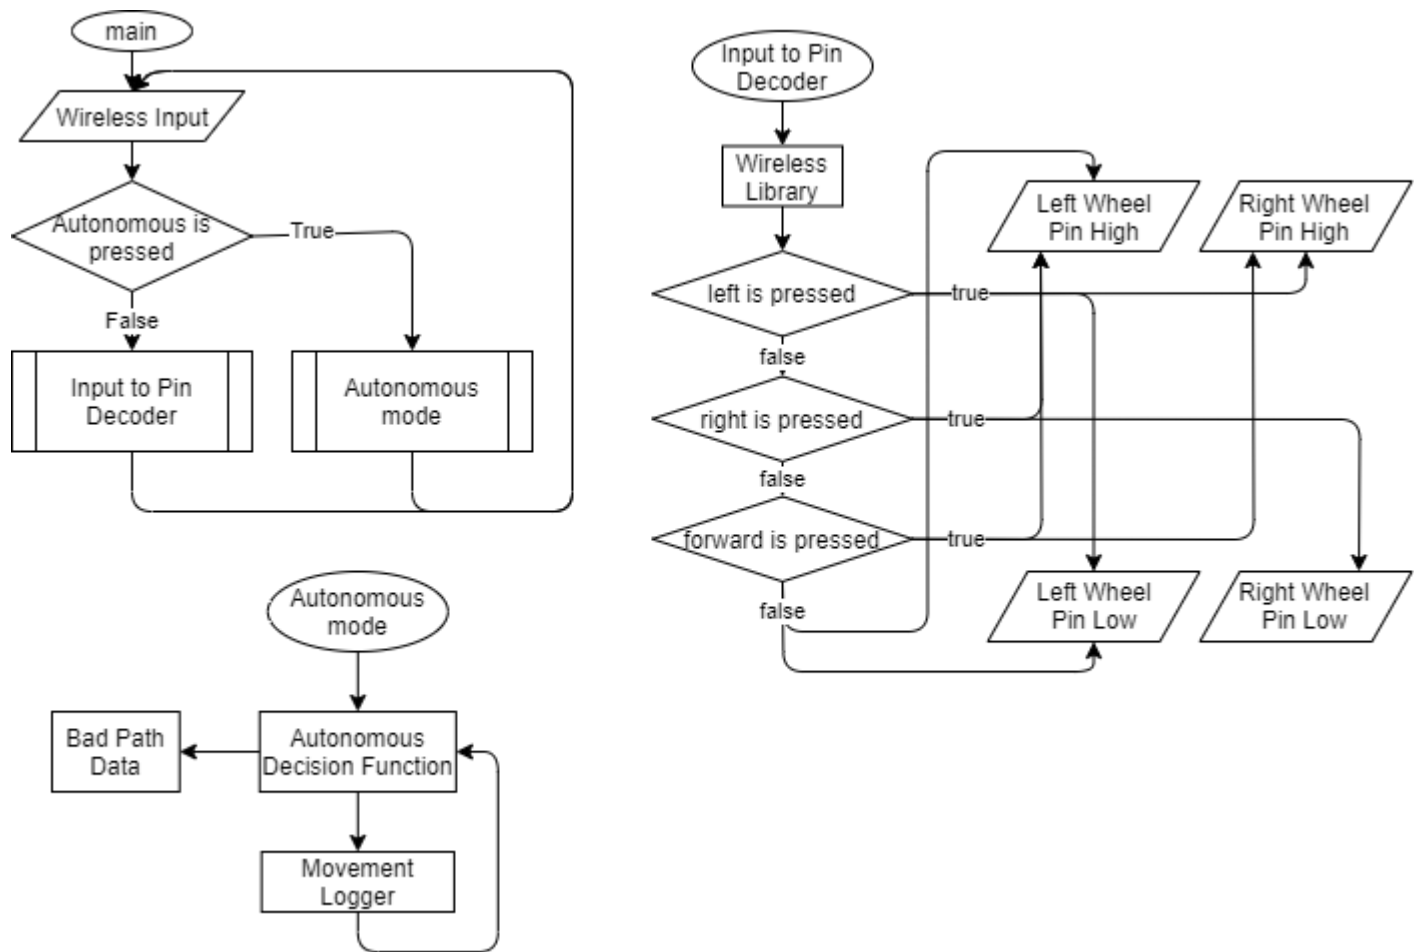 main
Wireless Input
Autonomous is
pressed
True
False
Input to Pin
Decoder
Autonomous
mode
Input to Pin
Decoder
Wireless
Library
left is pressed
true
false
right is pressed
true
false
forward is pressed
true
false
Left Wheel
Pin High
Right Wheel
Pin High
Left Wheel
Pin Low
Right Wheel
Pin Low
Autonomous
mode
Bad Path
Data
Autonomous
Decision Function
Movement
Logger